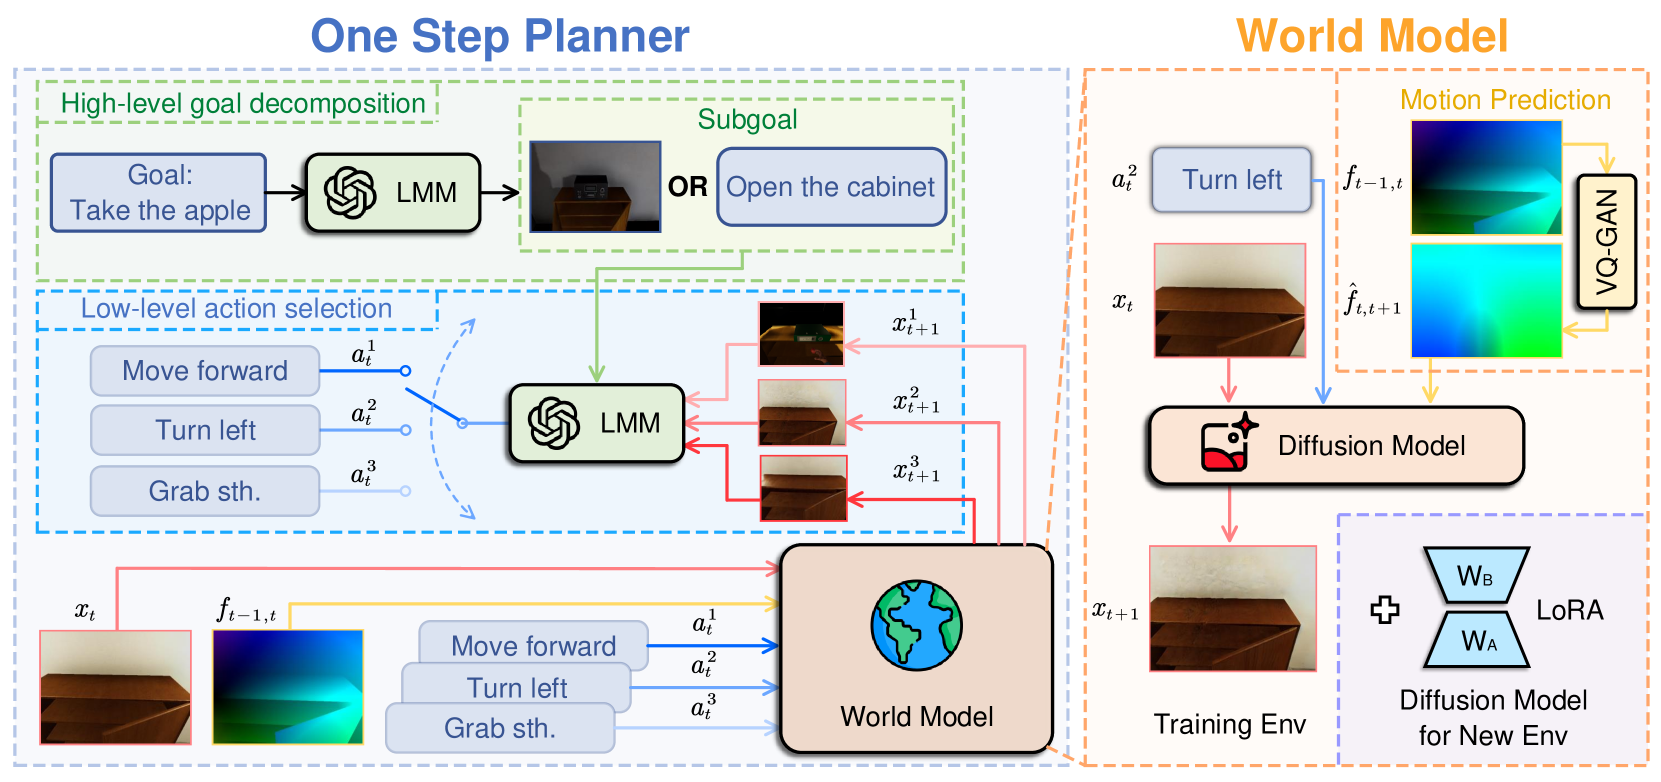 One Step Planner
World Model
High-level goal decomposition
Goal:
Take the apple
LMM
Subgoal
OR
Open the cabinet
Low-level action selection
Move forward
a_t^1
Turn left
a_t^2
Grab sth.
a_t^3
LMM
x_{t+1}^1
x_{t+1}^2
x_{t+1}^3
x_t
f_{t-1,t}
Move forward
a_t^1
Turn left
a_t^2
Grab sth.
a_t^3
World Model
Motion Prediction
a_t^2
Turn left
f_{t-1,t}
VQ-GAN
x_t
\hat{f}_{t,t+1}
Diffusion Model
x_{t+1}
Training Env
W_B
W_A
LoRA
Diffusion Model
for New Env